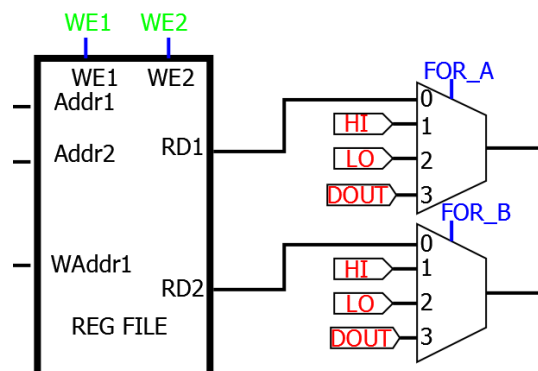 WE1 WE2
WE1 WE2
Addr1
Addr2
RD1
WAddr1
RD2
REG FILE
FOR_A
0
HI 1
LO 2
DOUT 3
FOR_B
0
HI 1
LO 2
DOUT 3